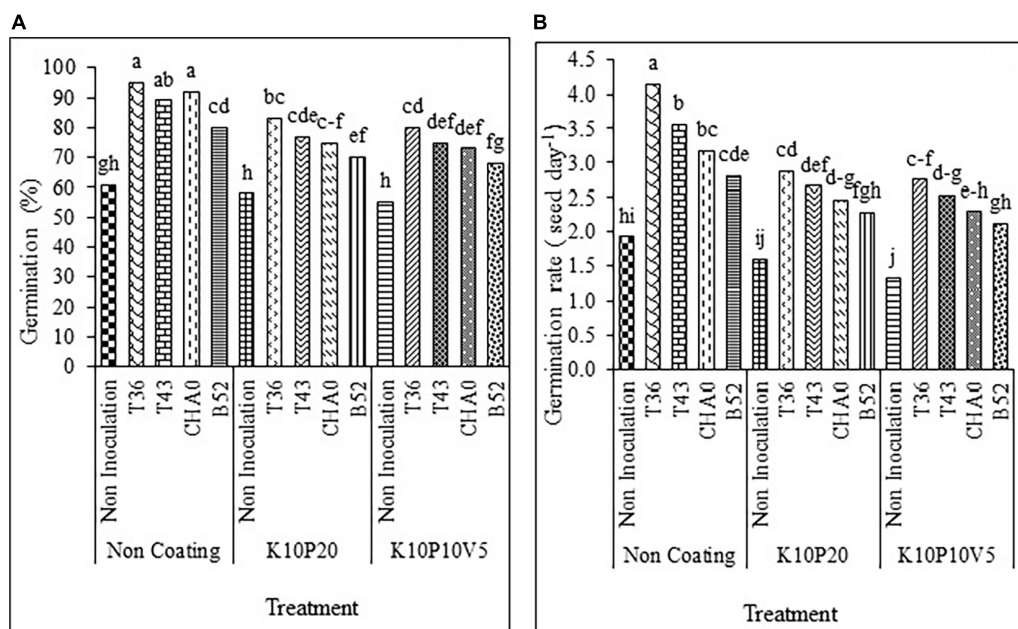 A
Germination (%)
100
90
80
70
60
50
40
30
20
10
0
gh
a
ab
a
cd
h
bc
cde
c-f
ef
h
cd
def
def
fg
Non Inoculation
T36
T43
CHA0
B52
Non Inoculation
T36
T43
CHA0
B52
Non Inoculation
T36
T43
CHA0
B52
Non Coating
K10P20
K10P10V5
Treatment
B
Germination rate ( seed day-1)
4.5
4.0
3.5
3.0
2.5
2.0
1.5
1.0
0.5
0.0
hi
a
b
bc
cde
ij
cd
def
d-g
fgh
j
c-f
d-g
e-h
gh
Non Inoculation
T36
T43
CHA0
B52
Non Inoculation
T36
T43
CHA0
B52
Non Inoculation
T36
T43
CHA0
B52
Non Coating
K10P20
K10P10V5
Treatment